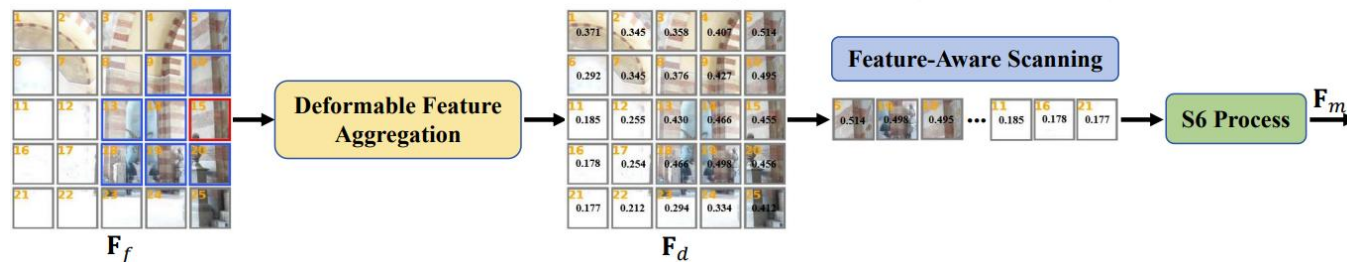 1 2 3 4 5
6 7 8 9 10
11 12 13 14 15
16 17 18 19 20
21 22 23 24 25
F_f
Deformable Feature
Aggregation
1 2 3 4 5
0.371 0.345 0.358 0.407 0.514
6 7 8 9 10
0.292 0.345 0.376 0.427 0.495
11 12 13 14 15
0.185 0.255 0.430 0.466 0.455
16 17 18 19 20
0.178 0.254 0.466 0.498 0.456
21 22 23 24 25
0.177 0.212 0.294 0.334 0.412
F_d
Feature-Aware Scanning
5 19 10 11 16 21
0.514 0.498 0.495 ... 0.185 0.178 0.177
S6 Process
F_m